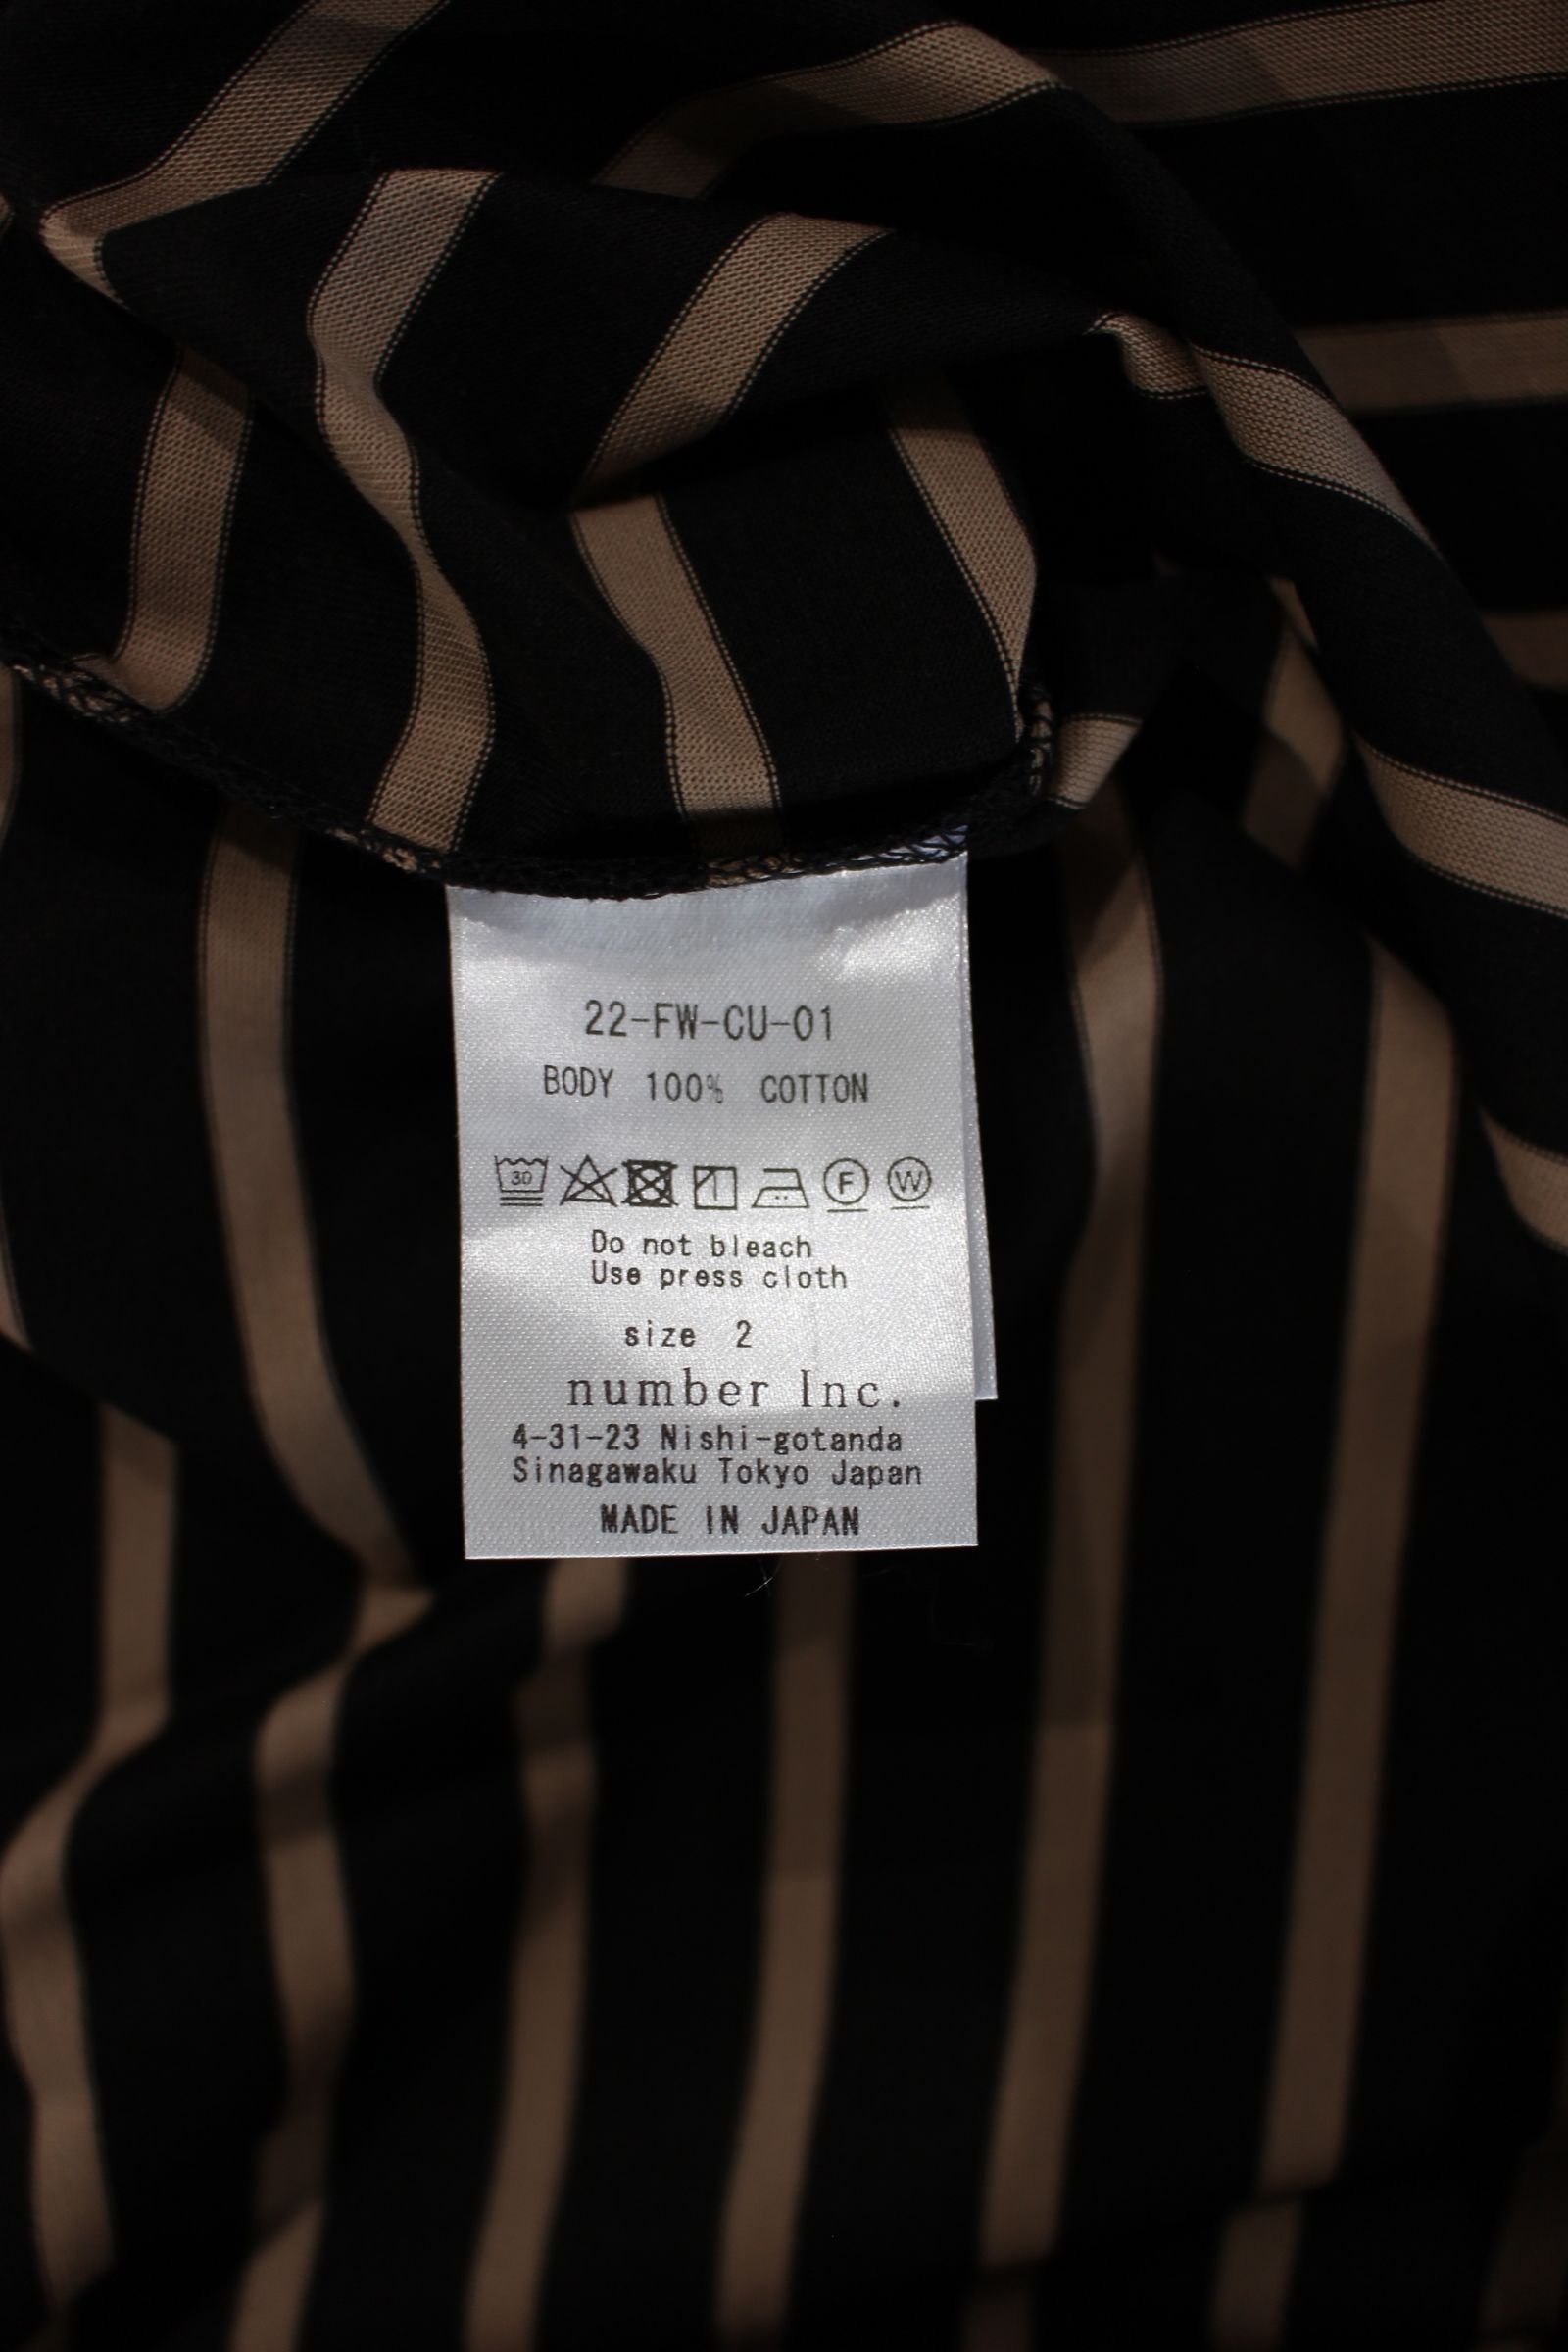 22-FW-CU-01
BODY 100% COTTON
30 F W
Do not bleach
Use press cloth
size 2
number Inc.
4-31-23 Nishi-gotanda
Sinagawaku Tokyo Japan
MADE IN JAPAN